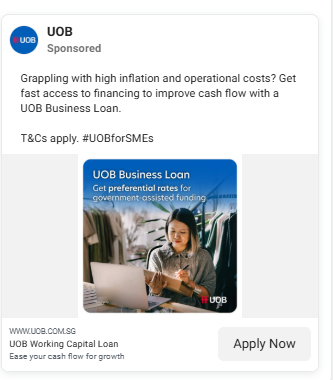 UOB
UOB
Sponsored
Grappling with high inflation and operational costs? Get
fast access to financing to improve cash flow with a
UOB Business Loan.
T&Cs apply. #UOBforSMEs
UOB Business Loan
Get preferential rates for
government-assisted funding
UOB
WWW.UOB.COM.SG
UOB Working Capital Loan
Ease your cash flow for growth
Apply Now